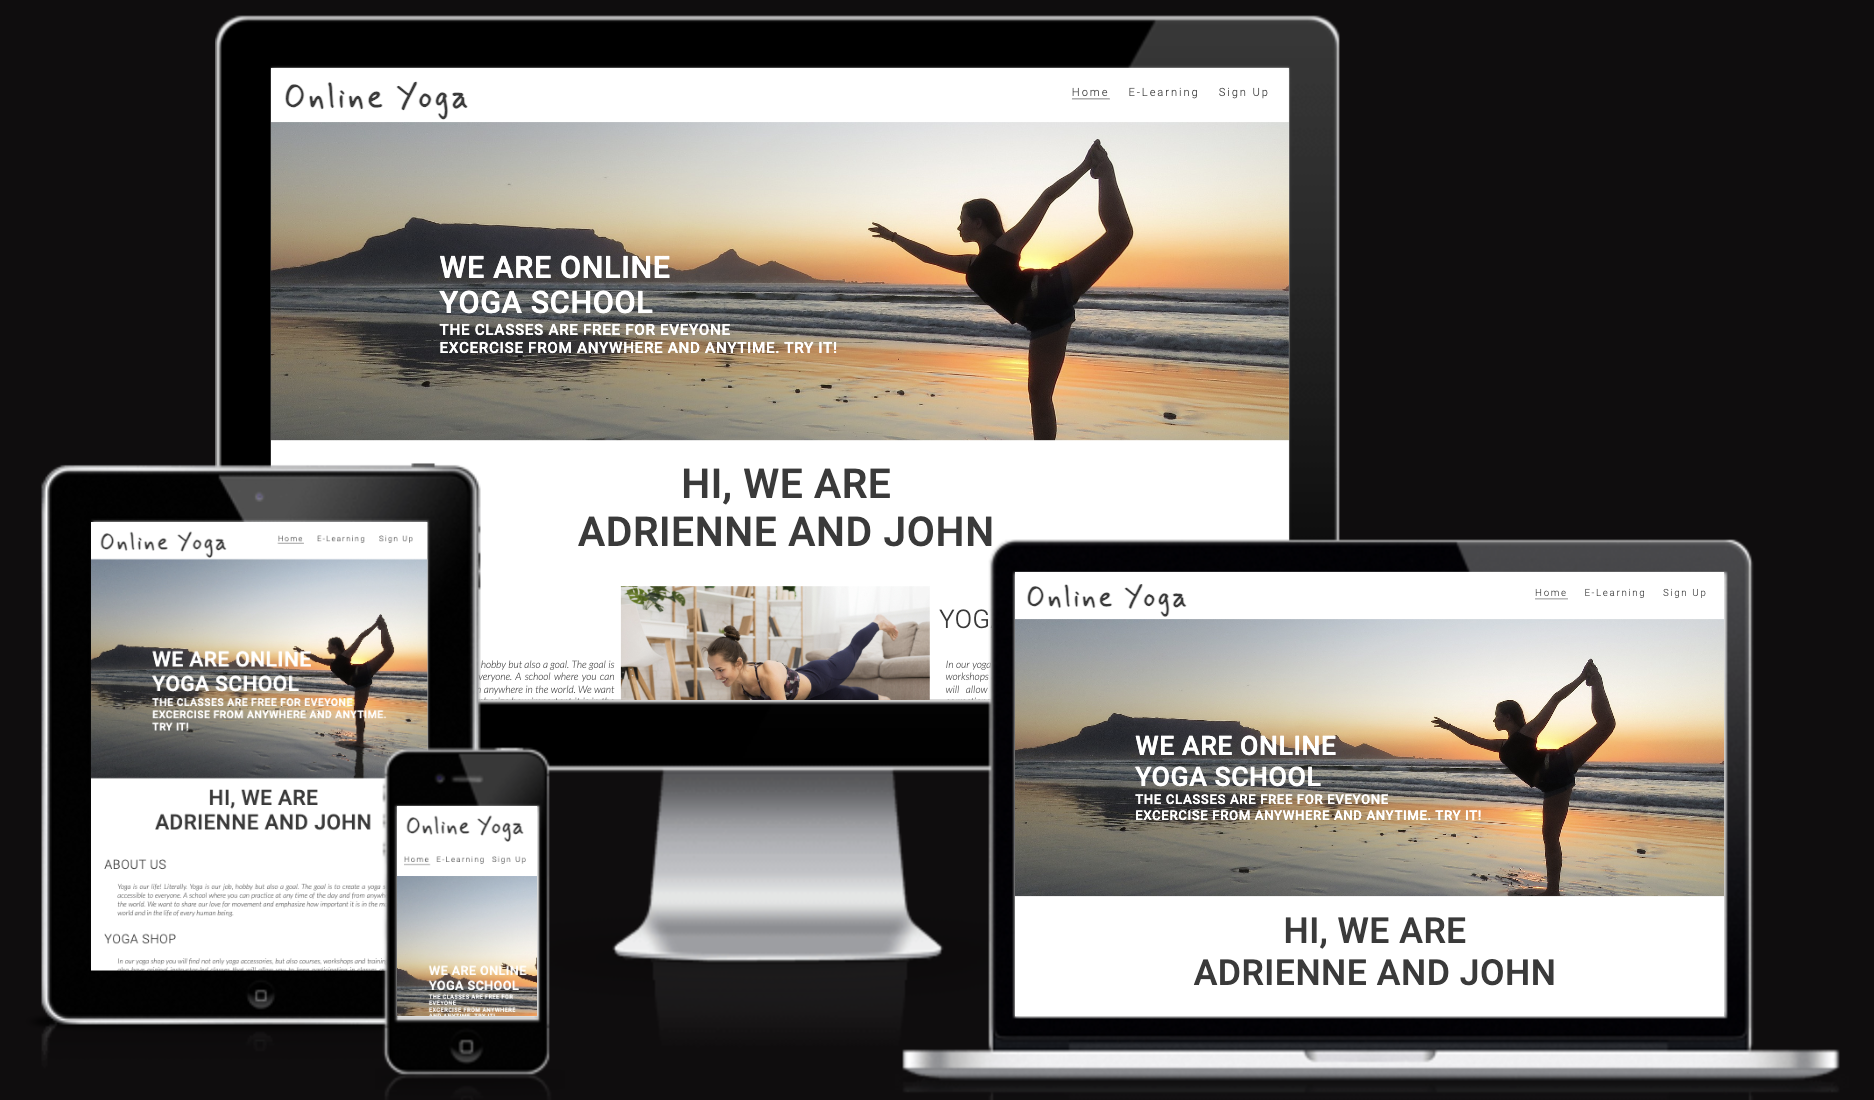 Online Yoga
Home E-Learning Sign Up
WE ARE ONLINE
YOGA SCHOOL
THE CLASSES ARE FREE FOR EVEYONE
EXCERCISE FROM ANYWHERE AND ANYTIME. TRY IT!
HI, WE ARE
ADRIENNE AND JOHN
hobby but also a goal. The goal is
veryone. A school where you can
anywhere in the world. We want
YOG
In our yoga
workshops
will allow
Online Yoga
Home E-Learning Sign Up
WE ARE ONLINE
YOGA SCHOOL
THE CLASSES ARE FREE FOR EVEYONE
EXCERCISE FROM ANYWHERE AND ANYTIME.
TRY IT!
HI, WE ARE
ADRIENNE AND JOHN
ABOUT US
Yoga is our life! Literally. Yoga is our job, hobby but also a goal. The goal is to create a yoga
accessible to everyone. A school where you can practice at any time of the day and from anywh
the world. We want to share our love for movement and emphasize how important it is in the m
world and in the life of every human being.
YOGA SHOP
In our yoga shop you will find not only yoga accessories, but also courses, workshops and trainin
Online Yoga
Home E-Learning Sign Up
WE ARE ONLINE
YOGA SCHOOL
THE CLASSES ARE FREE FOR
EVEYONE
EXCERCISE FROM ANYWHERE
AND ANYTIME. TRY IT!
Online Yoga
Home E-Learning Sign Up
WE ARE ONLINE
YOGA SCHOOL
THE CLASSES ARE FREE FOR EVEYONE
EXCERCISE FROM ANYWHERE AND ANYTIME. TRY IT!
HI, WE ARE
ADRIENNE AND JOHN